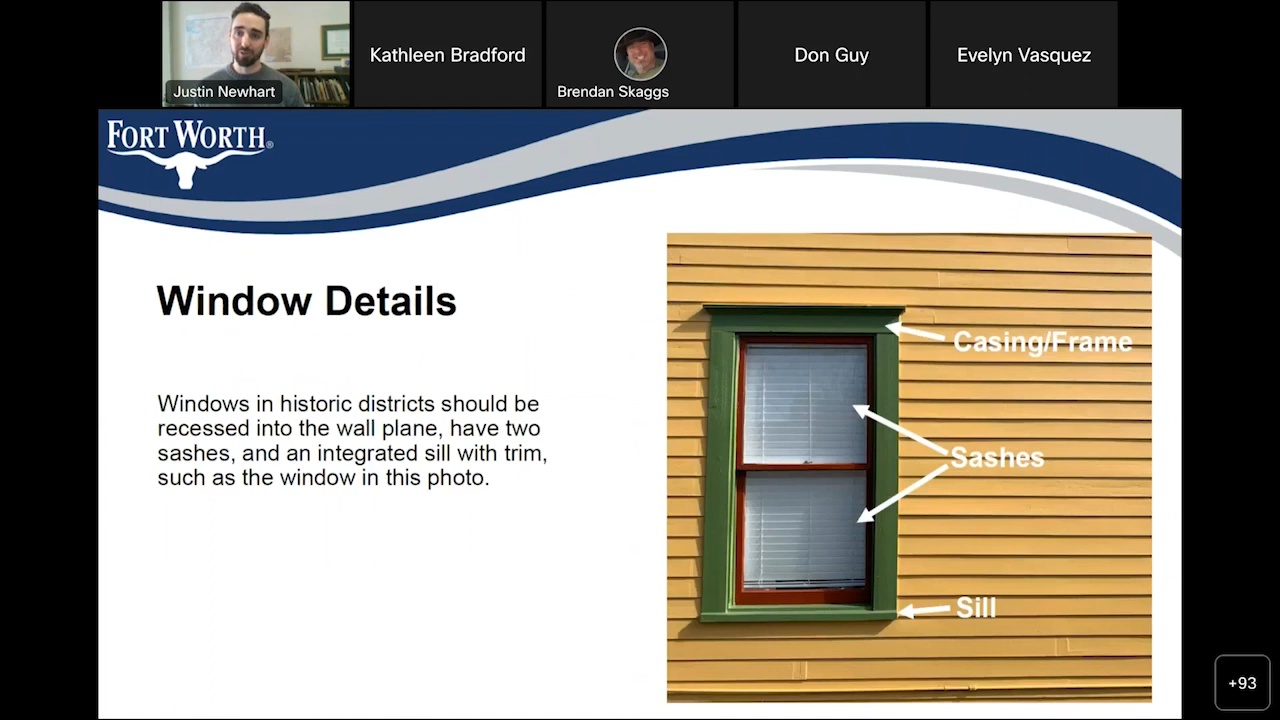 Justin Newhart
Kathleen Bradford
Brendan Skaggs
Don Guy
Evelyn Vasquez
FORT WORTH®
Window Details
Windows in historic districts should be
recessed into the wall plane, have two
sashes, and an integrated sill with trim,
such as the window in this photo.
Casing/Frame
Sashes
Sill
+93